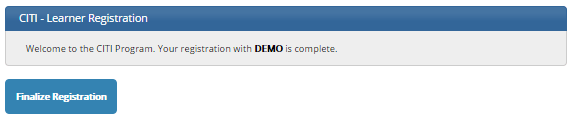 CITI - Learner Registration
Welcome to the CITI Program. Your registration with DEMO is complete.
Finalize Registration